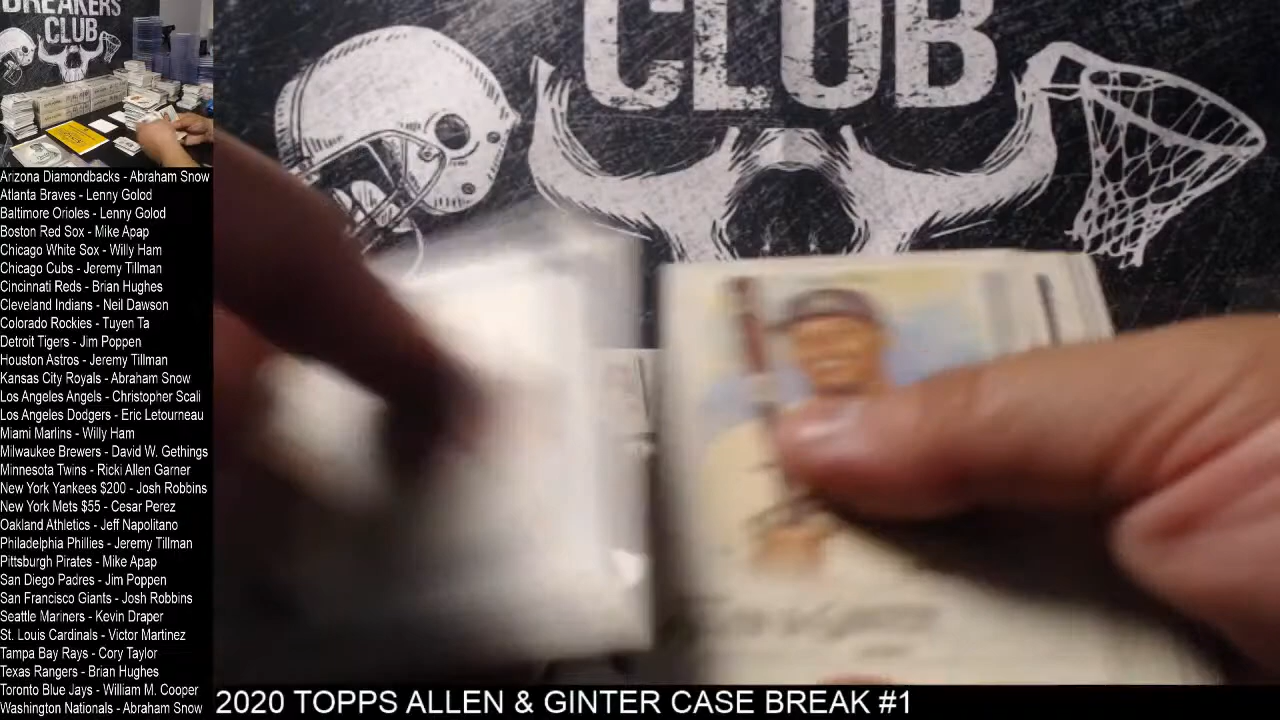 BREAKERS
CLUB
CLUB
Arizona Diamondbacks - Abraham Snow
Atlanta Braves - Lenny Golod
Baltimore Orioles - Lenny Golod
Boston Red Sox - Mike Apap
Chicago White Sox - Willy Ham
Chicago Cubs - Jeremy Tillman
Cincinnati Reds - Brian Hughes
Cleveland Indians - Neil Dawson
Colorado Rockies - Tuyen Ta
Detroit Tigers - Jim Poppen
Houston Astros - Jeremy Tillman
Kansas City Royals - Abraham Snow
Los Angeles Angels - Christopher Scali
Los Angeles Dodgers - Eric Letourneau
Miami Marlins - Willy Ham
Milwaukee Brewers - David W. Gethings
Minnesota Twins - Ricki Allen Garner
New York Yankees $200 - Josh Robbins
New York Mets $55 - Cesar Perez
Oakland Athletics - Jeff Napolitano
Philadelphia Phillies - Jeremy Tillman
Pittsburgh Pirates - Mike Apap
San Diego Padres - Jim Poppen
San Francisco Giants - Josh Robbins
Seattle Mariners - Kevin Draper
St. Louis Cardinals - Victor Martinez
Tampa Bay Rays - Cory Taylor
Texas Rangers - Brian Hughes
Toronto Blue Jays - William M. Cooper
Washington Nationals - Abraham Snow
2020 TOPPS ALLEN & GINTER CASE BREAK #1